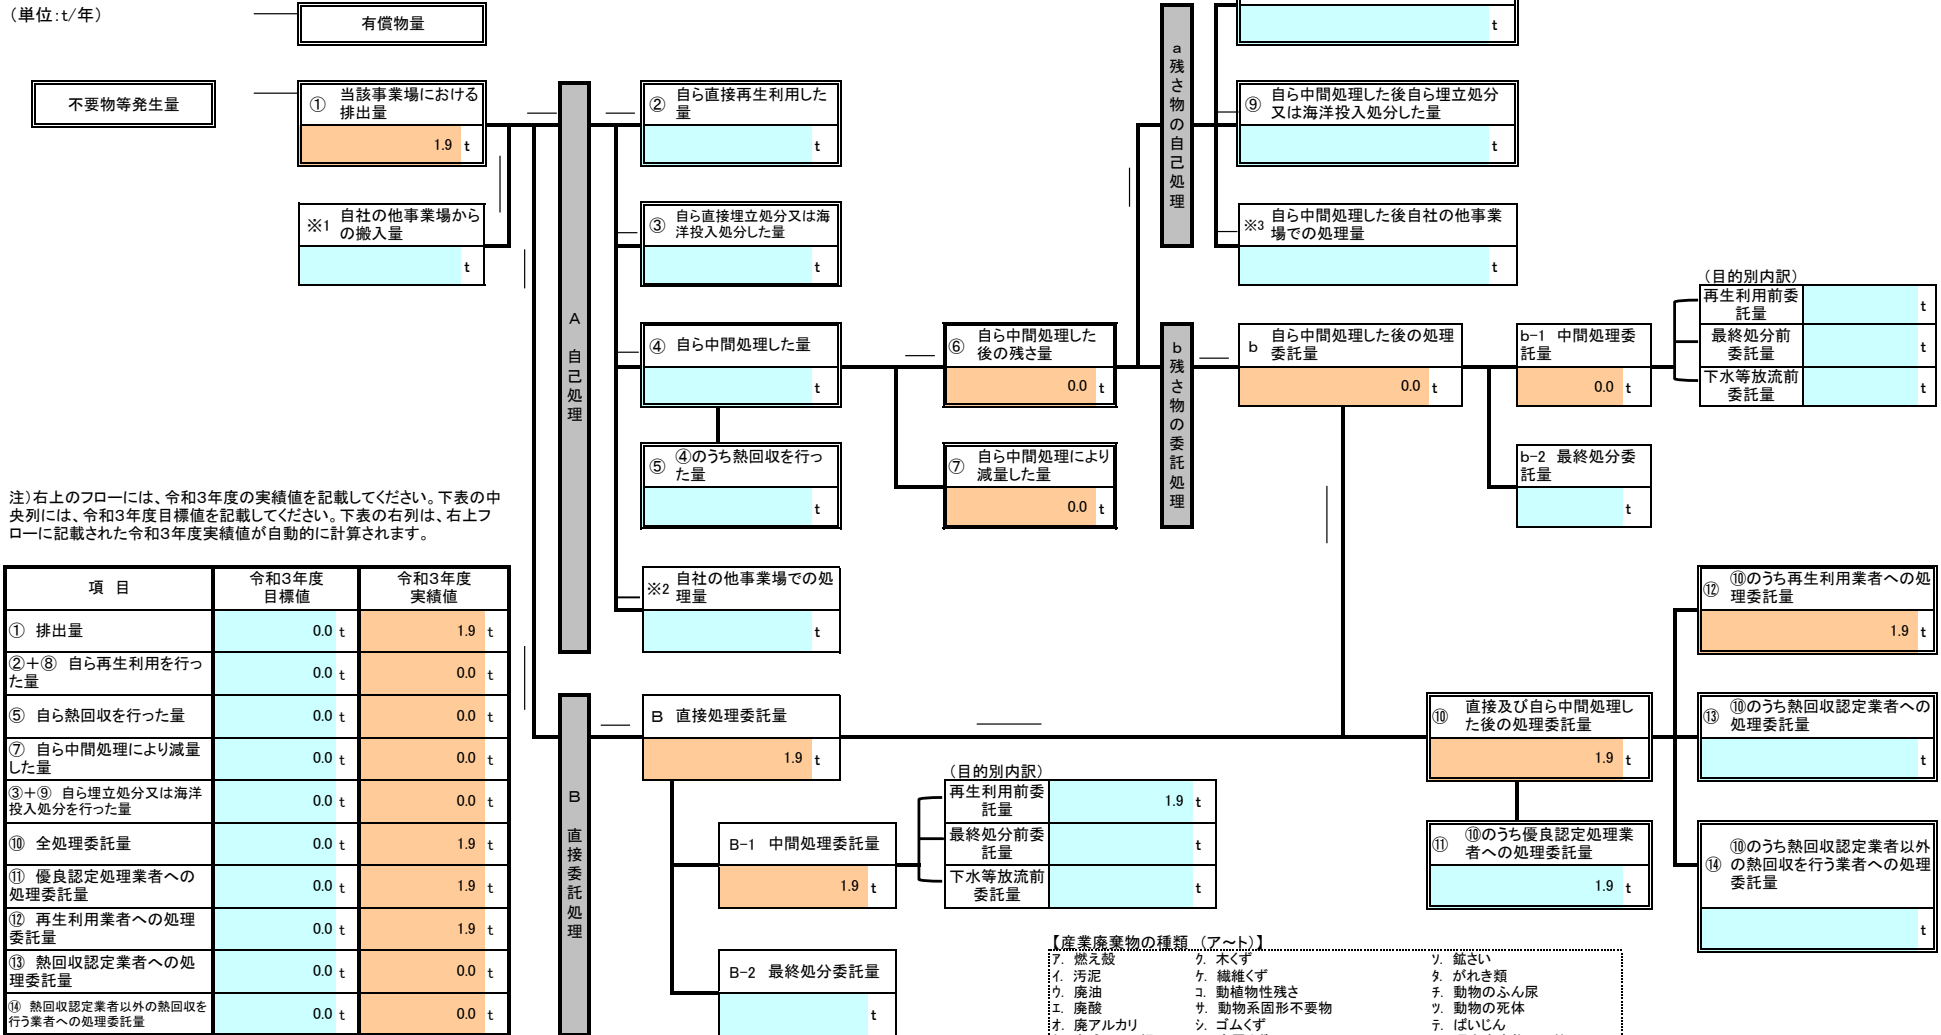 (単位:t/年)
有償物量
不要物等発生量
① 当該事業場における
排出量
1.9 t
※1 自社の他事業場から
の搬入量
t
A 自己処理
② 自ら直接再生利用した
量
t
③ 自ら直接埋立処分又は海
洋投入処分した量
t
④ 自ら中間処理した量
t
⑤ ④のうち熱回収を行っ
た量
t
※2 自社の他事業場での処
理量
t
⑥ 自ら中間処理した
後の残さ量
0.0 t
⑦ 自ら中間処理により
減量した量
0.0 t
a 残さ物の自己処理
t
⑨ 自ら中間処理した後自ら埋立処分
又は海洋投入処分した量
t
※3 自ら中間処理した後自社の他事業
場での処理量
t
b 残さ物の委託処理
b 自ら中間処理した後の処理
委託量
0.0 t
b-1 中間処理委
託量
0.0 t
b-2 最終処分委
託量
t
(目的別内訳)
再生利用前委
託量
t
最終処分前
委託量
t
下水等放流前
委託量
t
注)右上のフローには、令和3年度の実績値を記載してください。下表の中
央列には、令和3年度目標値を記載してください。下表の右列は、右上フ
ローに記載された令和3年度実績値が自動的に計算されます。
項 目 令和3年度 目標値 令和3年度 実績値
① 排出量 0.0 t 1.9 t
②+⑧ 自ら再生利用を行っ
た量 0.0 t 0.0 t
⑤ 自ら熱回収を行った量 0.0 t 0.0 t
⑦ 自ら中間処理により減量
した量 0.0 t 0.0 t
③+⑨ 自ら埋立処分又は海洋
投入処分を行った量 0.0 t 0.0 t
⑩ 全処理委託量 0.0 t 1.9 t
⑪ 優良認定処理業者への
処理委託量 0.0 t 1.9 t
⑫ 再生利用業者への処理
委託量 0.0 t 1.9 t
⑬ 熱回収認定業者への処
理委託量 0.0 t 0.0 t
⑭ 熱回収認定業者以外の熱回収を
行う業者への処理委託量 0.0 t 0.0 t
B 直接委託処理
B 直接処理委託量
1.9 t
B-1 中間処理委託量
1.9 t
B-2 最終処分委託量
t
(目的別内訳)
再生利用前委
託量
1.9 t
最終処分前委
託量
t
下水等放流前
委託量
t
⑩ 直接及び自ら中間処理し
た後の処理委託量
1.9 t
⑪ ⑩のうち優良認定処理業
者への処理委託量
1.9 t
⑫ ⑩のうち再生利用業者への処
理委託量
1.9 t
⑬ ⑩のうち熱回収認定業者への
処理委託量
t
⑭ ⑩のうち熱回収認定業者以外
の熱回収を行う業者への処理
委託量
t
【産業廃棄物の種類 (ア~ト)】
ア. 燃え殻 ク. 木くず ソ. 鉱さい
イ. 汚泥 ケ. 繊維くず タ. がれき類
ウ. 廃油 コ. 動植物性残さ チ. 動物のふん尿
エ. 廃酸 サ. 動物系固形不要物 ツ. 動物の死体
オ. 廃アルカリ シ. ゴムくず テ. ばいじん